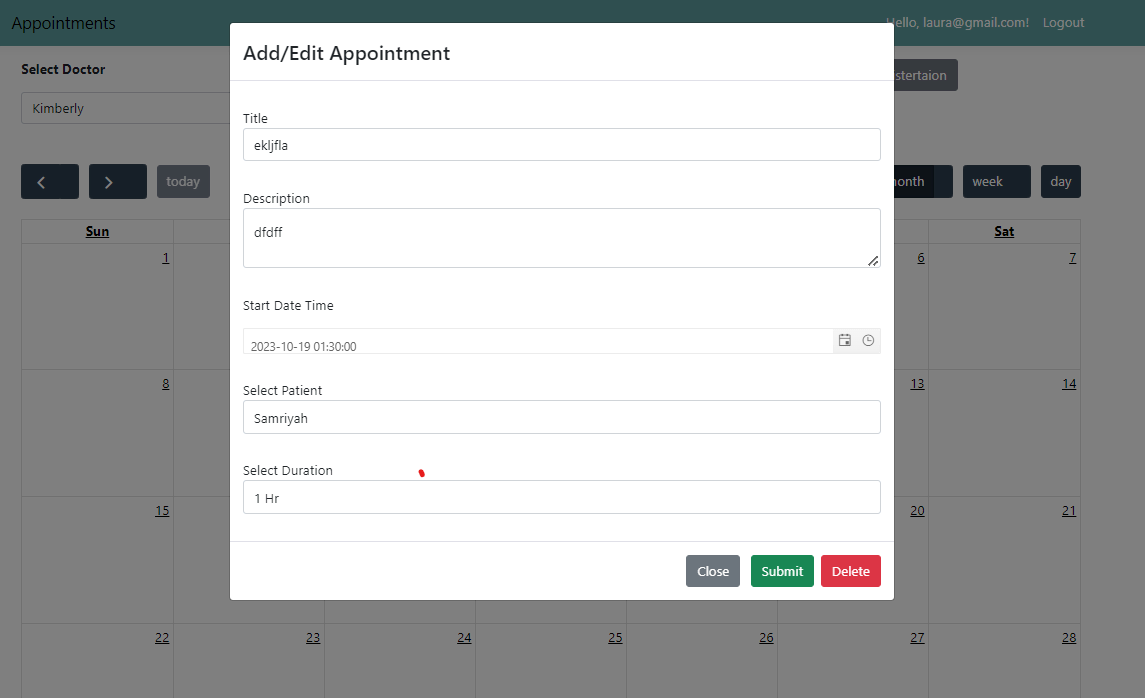 Appointments
Hello, laura@gmail.com! Logout
Add/Edit Appointment
Select Doctor
stertaion
Kimberly
Title
ekljfla
today
onth
week
day
Description
dfdff
Sun
Sat
1
6
7
Start Date Time
2023-10-19 01:30:00
8
13
14
Select Patient
Samriyah
Select Duration
1 Hr
15
20
21
Close
Submit
Delete
22
23
24
25
26
27
28